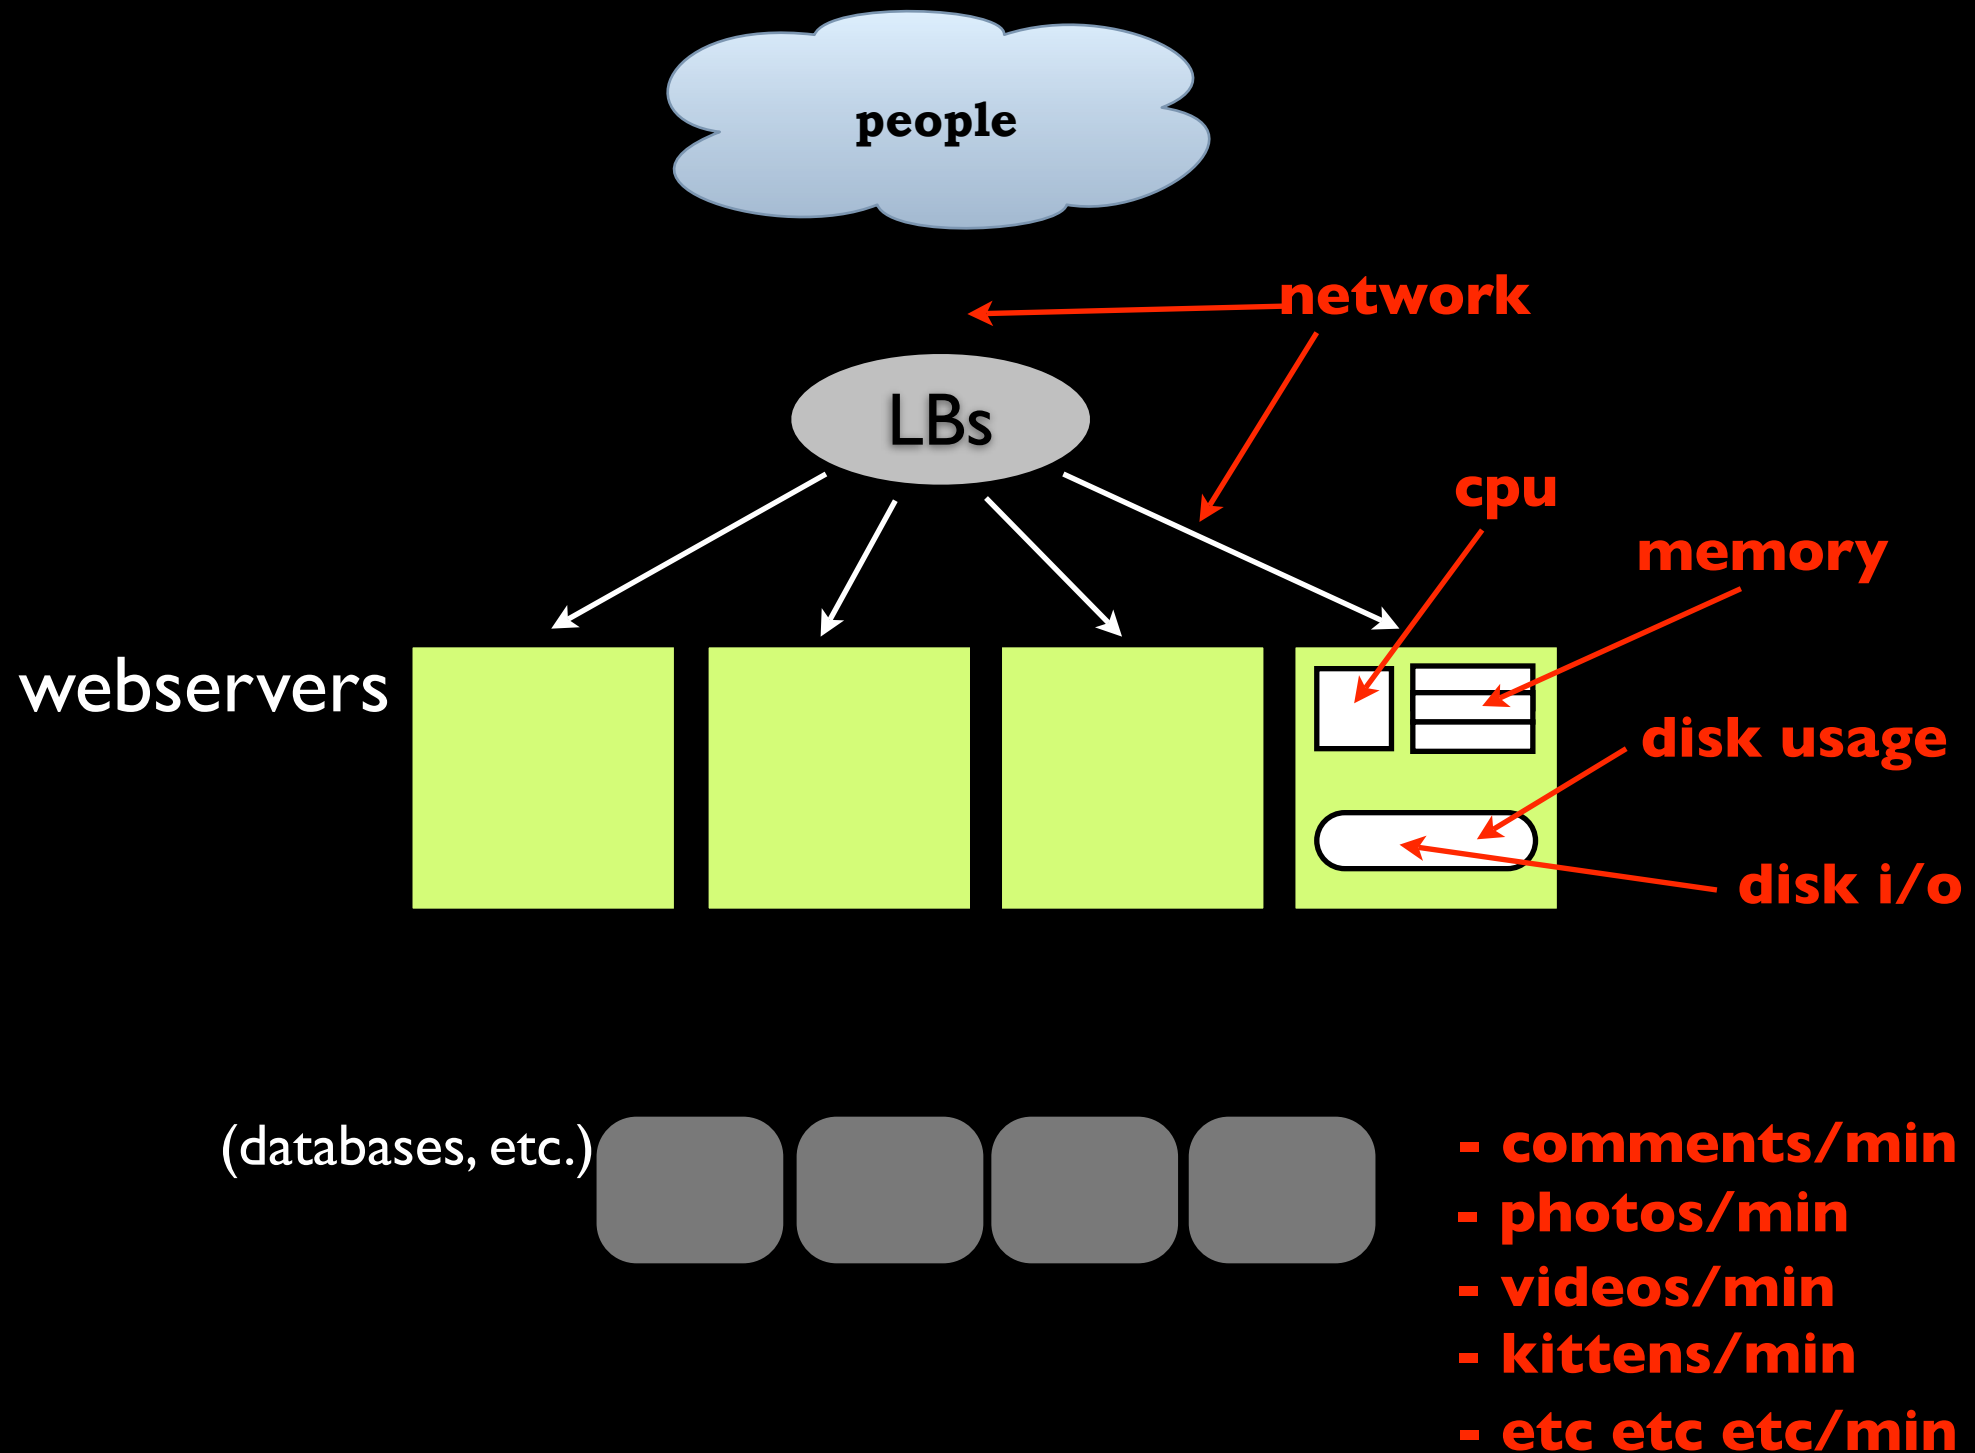 people
network
LBs
cpu
memory
webservers
disk usage
disk i/o
(databases, etc.)
- comments/min
- photos/min
- videos/min
- kittens/min
- etc etc etc/min